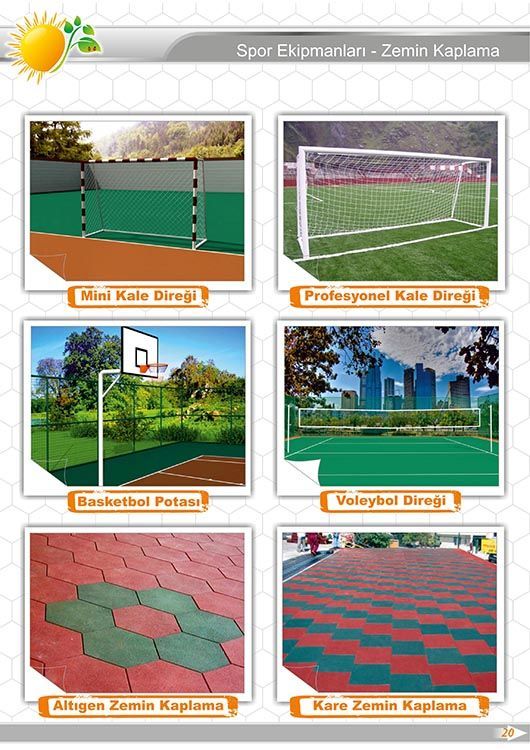 Spor Ekipmanları - Zemin Kaplama
Mini Kale Direği
Profesyonel Kale Direği
Basketbol Potası
Voleybol Direği
Altıgen Zemin Kaplama
Kare Zemin Kaplama
20